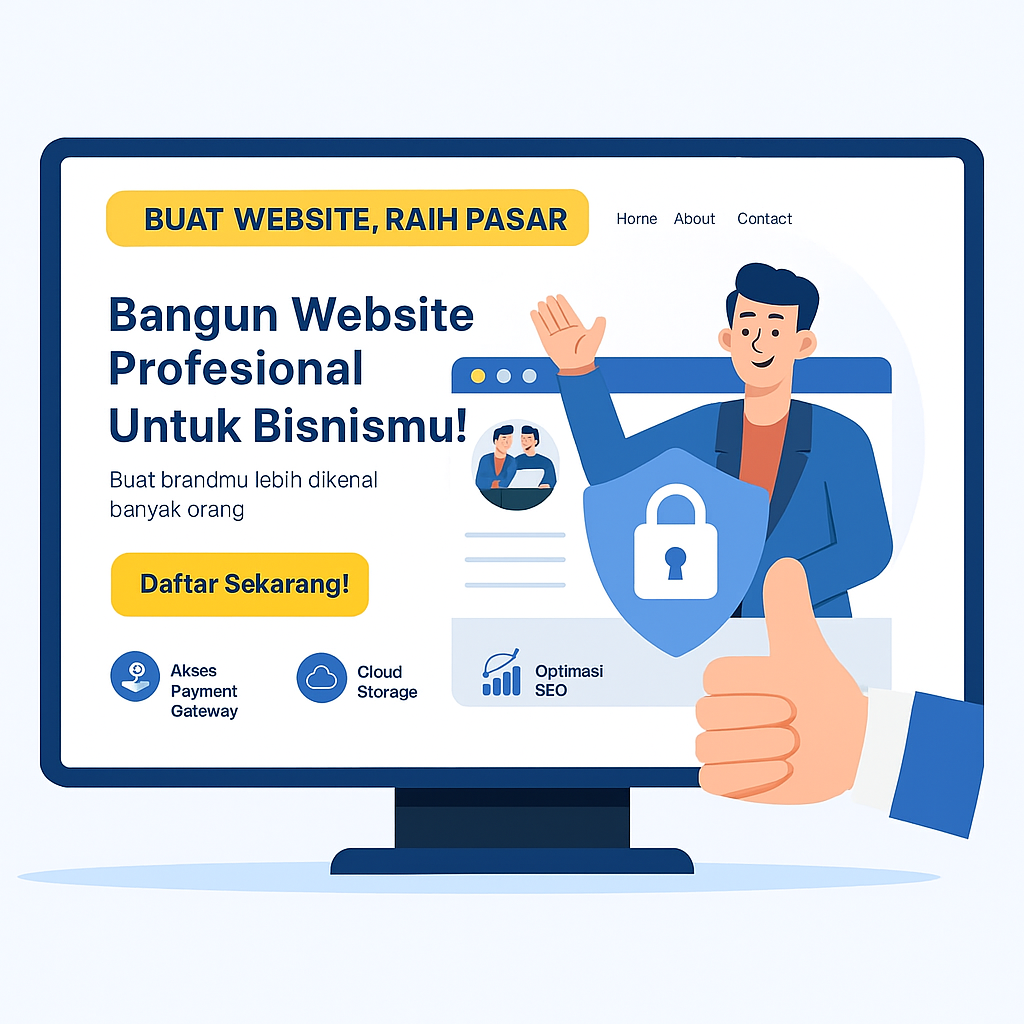 BUAT WEBSITE, RAIH PASAR
Home About Contact
Bangun Website
Profesional
Untuk Bisnismu!
Buat brandmu lebih dikenal
banyak orang
Daftar Sekarang!
Akses
Payment
Gateway
Cloud
Storage
Optimasi
SEO